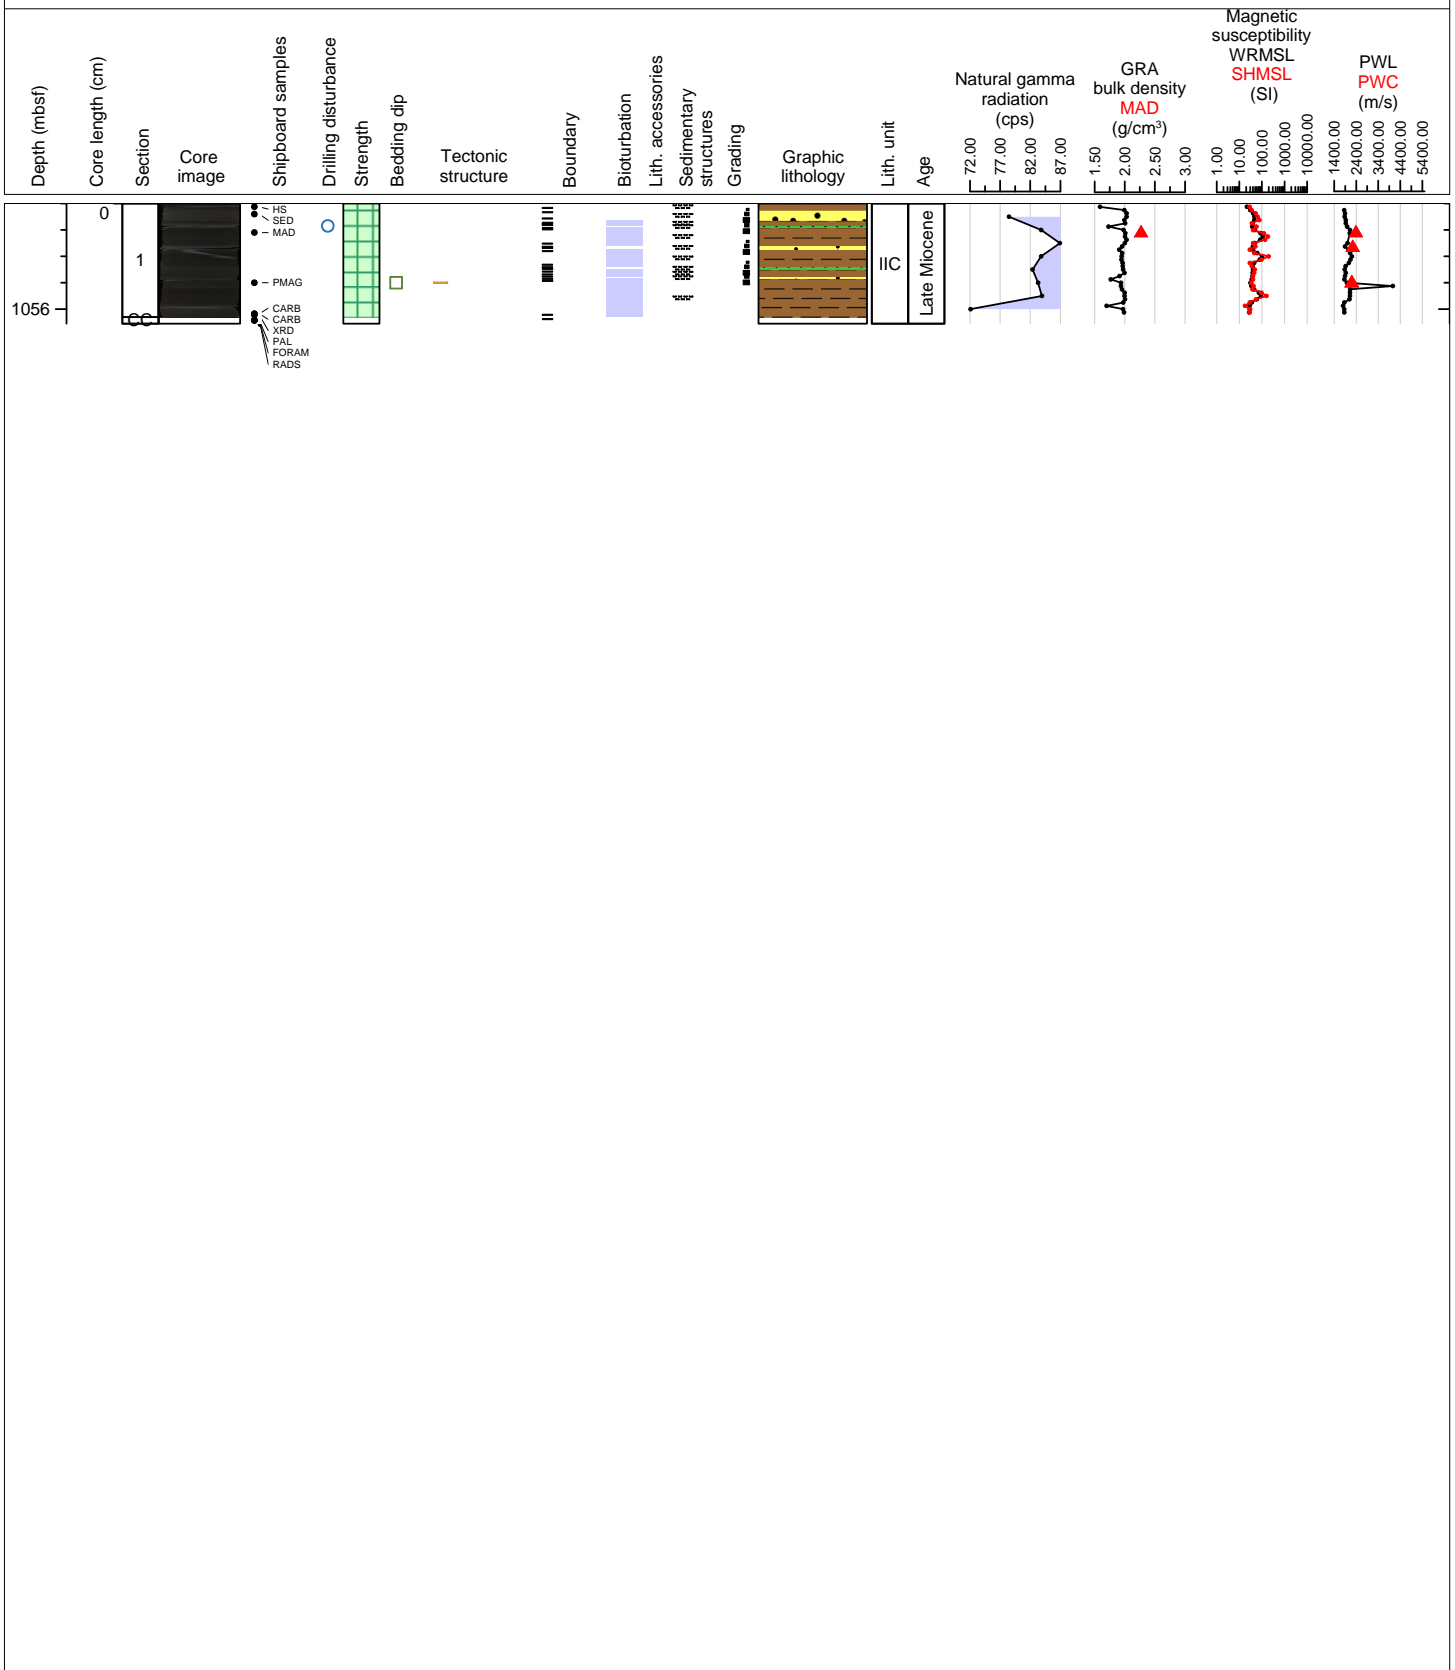 Depth (mbsf)
Core length (cm)
Section
Core
image
Shipboard samples
Drilling disturbance
Strength
Bedding dip
Tectonic
structure
Boundary
Bioturbation
Lith. accessories
Sedimentary
structures
Grading
Graphic
lithology
Lith. unit
Age
Natural gamma
radiation
(cps)
72.00
77.00
82.00
87.00
GRA
bulk density
MAD
(g/cm³)
1.50
2.00
2.50
3.00
Magnetic
susceptibility
WRMSL
SHMSL
(SI)
1.00
10.00
100.00
1000.00
10000.00
PWL
PWC
(m/s)
1400.00
2400.00
3400.00
4400.00
5400.00
0
1056
1
CC
HS
SED
MAD
PMAG
CARB
CARB
XRD
PAL
FORAM
RADS
IIC
Late Miocene